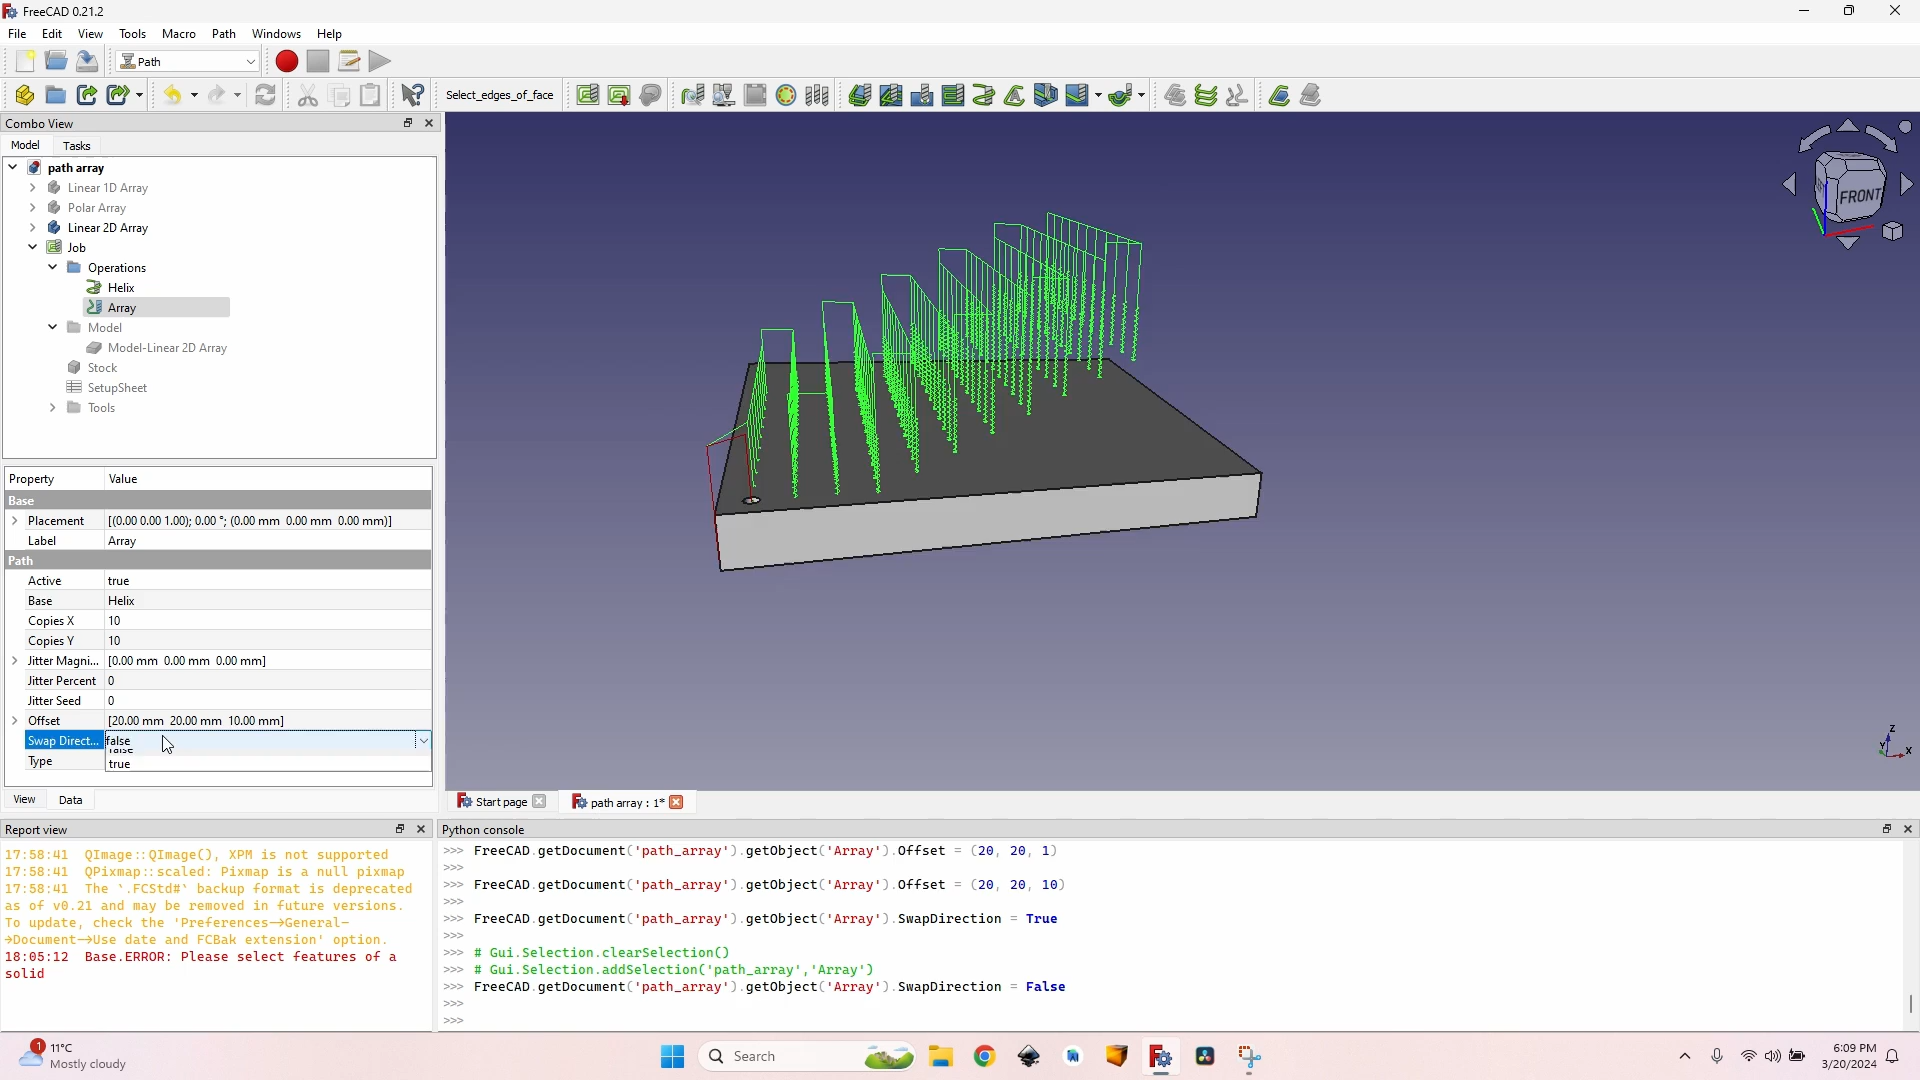 FreeCAD 0.21.2
File Edit View Tools Macro Path Windows Help
Path
Select_edges_of_face
Combo View
Model Tasks
path array
Linear 1D Array
Polar Array
Linear 2D Array
Job
Operations
Helix
Array
Model
Model-Linear 2D Array
Stock
SetupSheet
Tools
Property Value
Base
Placement [(0.00 0.00 1.00); 0.00 °; (0.00 mm 0.00 mm 0.00 mm)]
Label Array
Path
Active true
Base Helix
Copies X 10
Copies Y 10
Jitter Magni... [0.00 mm 0.00 mm 0.00 mm]
Jitter Percent 0
Jitter Seed 0
Offset [20.00 mm 20.00 mm 10.00 mm]
Swap Direct... false
false
Type true
View Data
FRONT
Z
Y X
Start page path array : 1*
Report view
17:58:41 QImage::QImage(), XPM is not supported
17:58:41 QPixmap::scaled: Pixmap is a null pixmap
17:58:41 The `.FCStd#` backup format is deprecated
as of v0.21 and may be removed in future versions.
To update, check the 'Preferences→General-
→Document→Use date and FCBak extension' option.
18:05:12 Base.ERROR: Please select features of a
solid
Python console
>>> FreeCAD.getDocument('path_array').getObject('Array').Offset = (20, 20, 1)
>>>
>>> FreeCAD.getDocument('path_array').getObject('Array').Offset = (20, 20, 10)
>>>
>>> FreeCAD.getDocument('path_array').getObject('Array').SwapDirection = True
>>>
>>> # Gui.Selection.clearSelection()
>>> # Gui.Selection.addSelection('path_array','Array')
>>> FreeCAD.getDocument('path_array').getObject('Array').SwapDirection = False
>>>
>>>
1
11°C
Mostly cloudy
Search
6:09 PM
3/20/2024